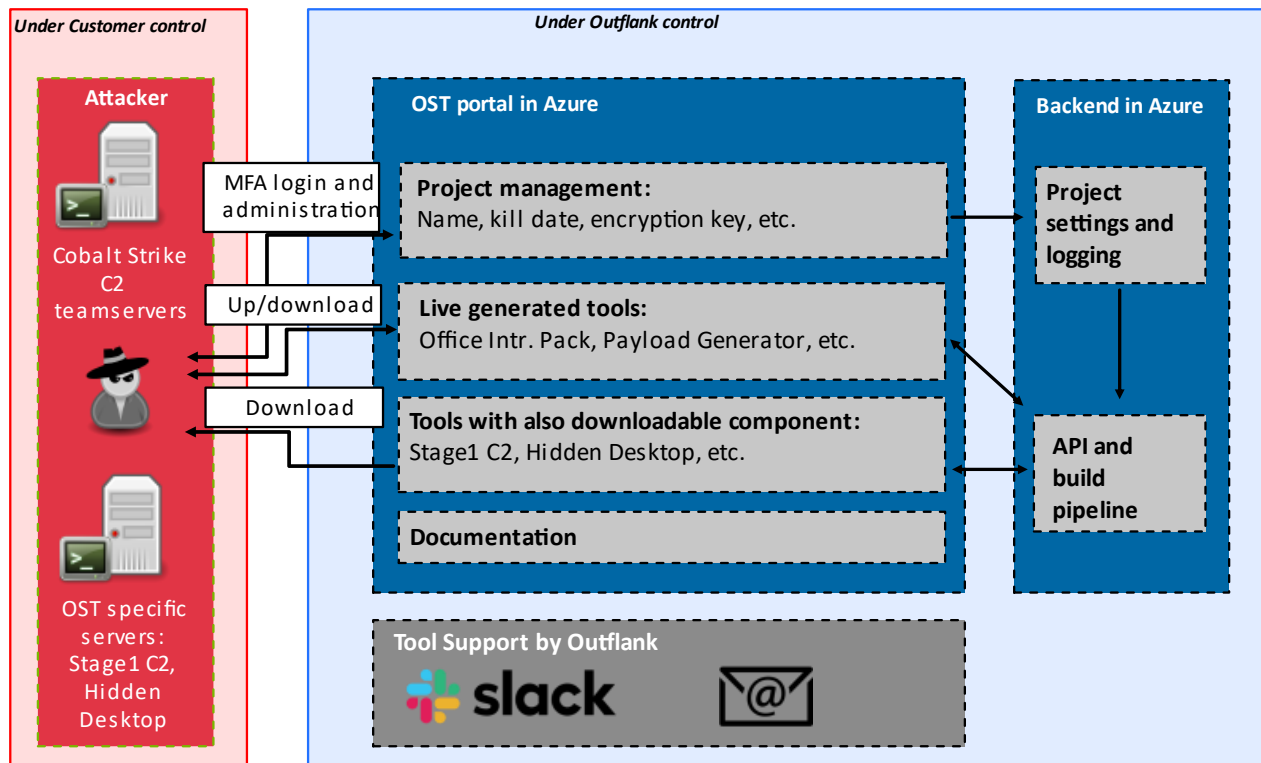 Under Customer control
Under Outflank control
Attacker
Cobalt Strike
C2
teamservers
OST specific
servers:
Stage1 C2,
Hidden
Desktop
MFA login and
administration
Up/download
Download
OST portal in Azure
Project management:
Name, kill date, encryption key, etc.
Live generated tools:
Office Intr. Pack, Payload Generator, etc.
Tools with also downloadable component:
Stage1 C2, Hidden Desktop, etc.
Documentation
Backend in Azure
Project
settings and
logging
API and
build
pipeline
Tool Support by Outflank
slack
@